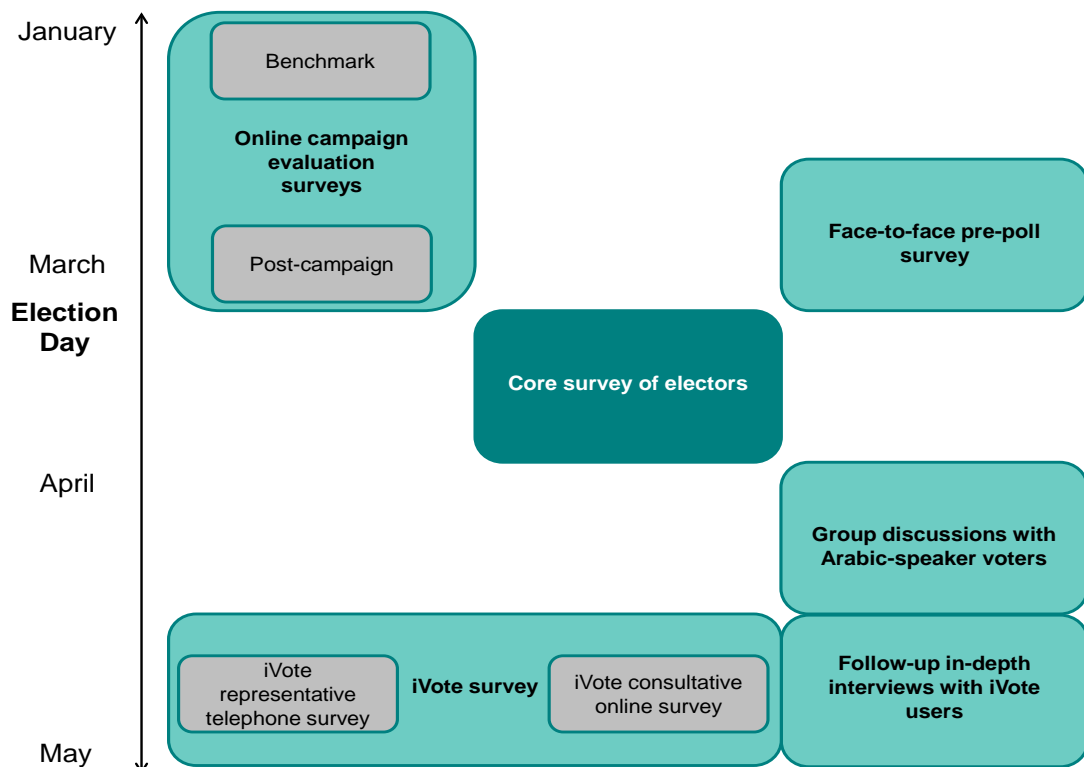 January
Benchmark
Online campaign
evaluation
surveys
Post-campaign
Face-to-face pre-poll
survey
March
Election
Day
Core survey of electors
April
Group discussions with
Arabic-speaker voters
iVote
representative
telephone survey
iVote survey
iVote consultative
online survey
Follow-up in-depth
interviews with iVote
users
May